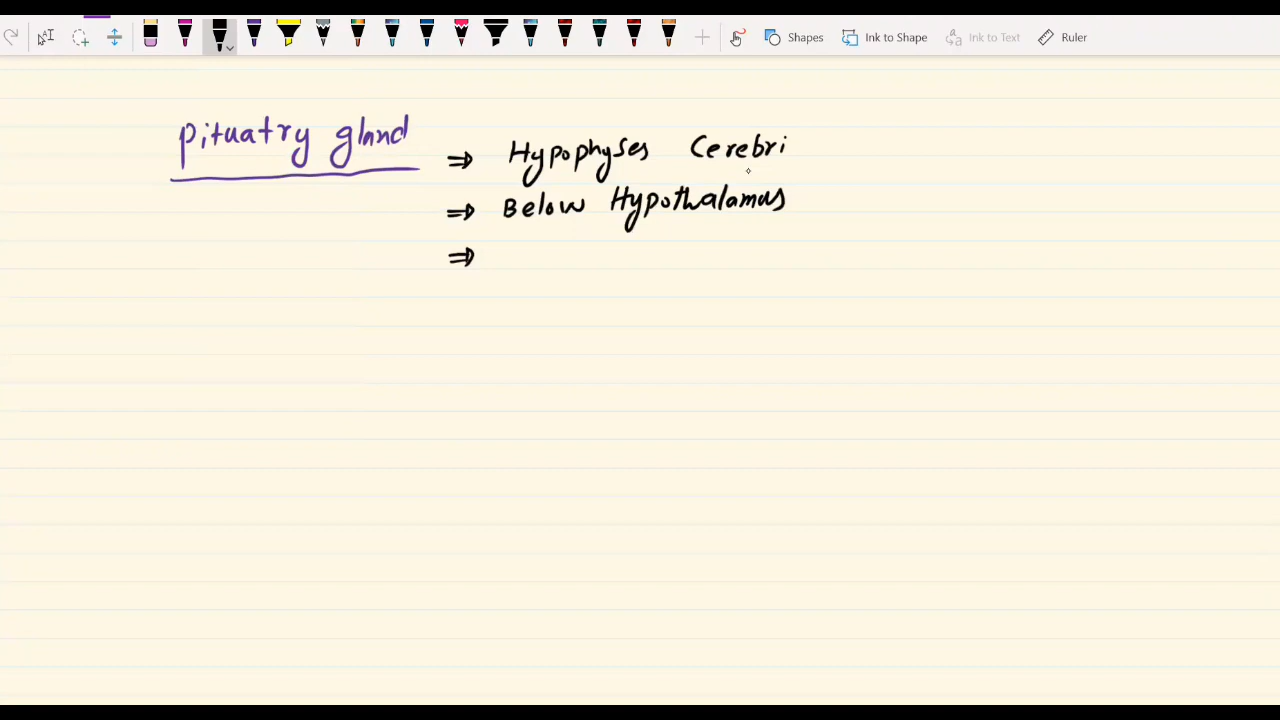 Shapes Ink to Shape Ink to Text Ruler
Pituatry gland
⇒ Hypophyses Cerebri
⇒ Below Hypothalamus
⇒